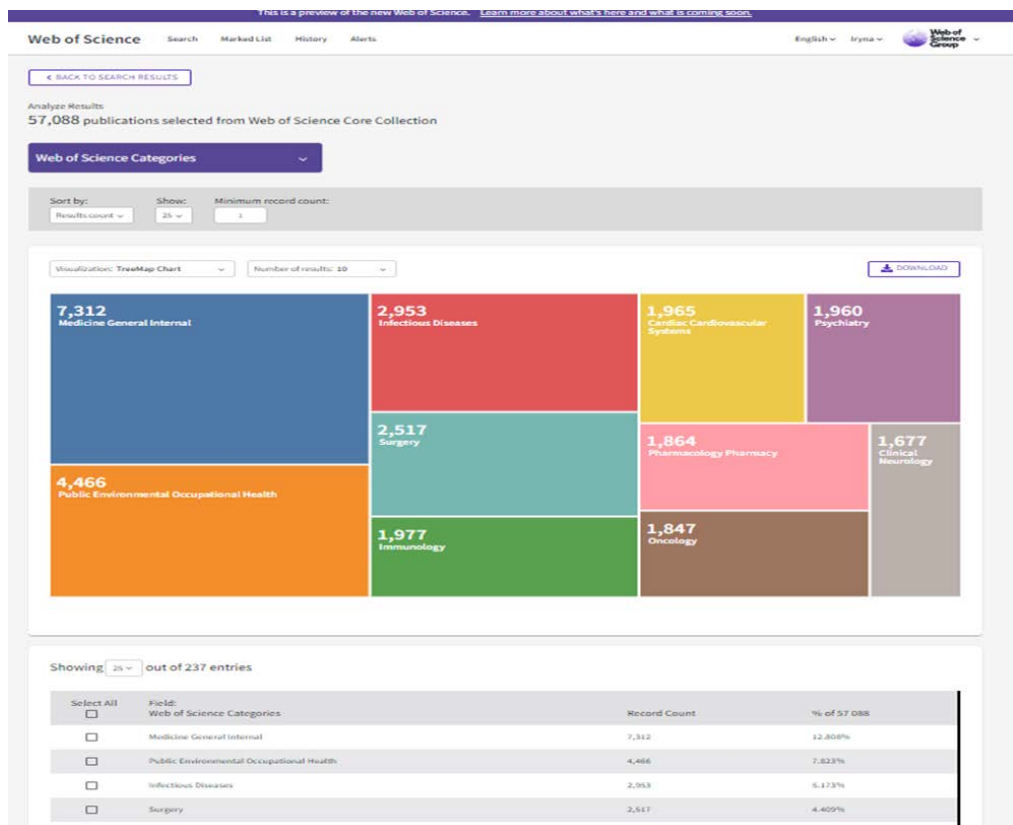 This is a preview of the new Web of Science. Learn more about what's here and what is coming soon.
Web of Science Search Marked List History Alerts English Iryna Web of Science Group
< BACK TO SEARCH RESULTS
Analyze Results
57,088 publications selected from Web of Science Core Collection
Web of Science Categories
Sort by: Show: Minimum record count:
Results count 25 1
Visualization: TreeMap Chart Number of results: 10 DOWNLOAD
7,312
Medicine General Internal
4,466
Public Environmental Occupational Health
2,953
Infectious Diseases
2,517
Surgery
1,977
Immunology
1,965
Cardiac Cardiovascular
Systems
1,960
Psychiatry
1,864
Pharmacology Pharmacy
1,847
Oncology
1,677
Clinical
Neurology
Showing 25 out of 237 entries
Select All Field:
Web of Science Categories Record Count % of 57 088
Medicine General Internal 7,312 12.808%
Public Environmental Occupational Health 4,466 7.823%
Infectious Diseases 2,953 5.173%
Surgery 2,517 4.409%